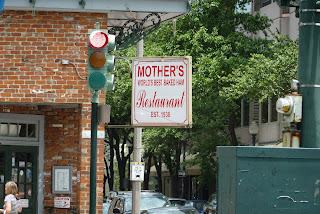 MOTHER'S
WORLD'S BEST BAKED HAM
Restaurant
EST. 1938